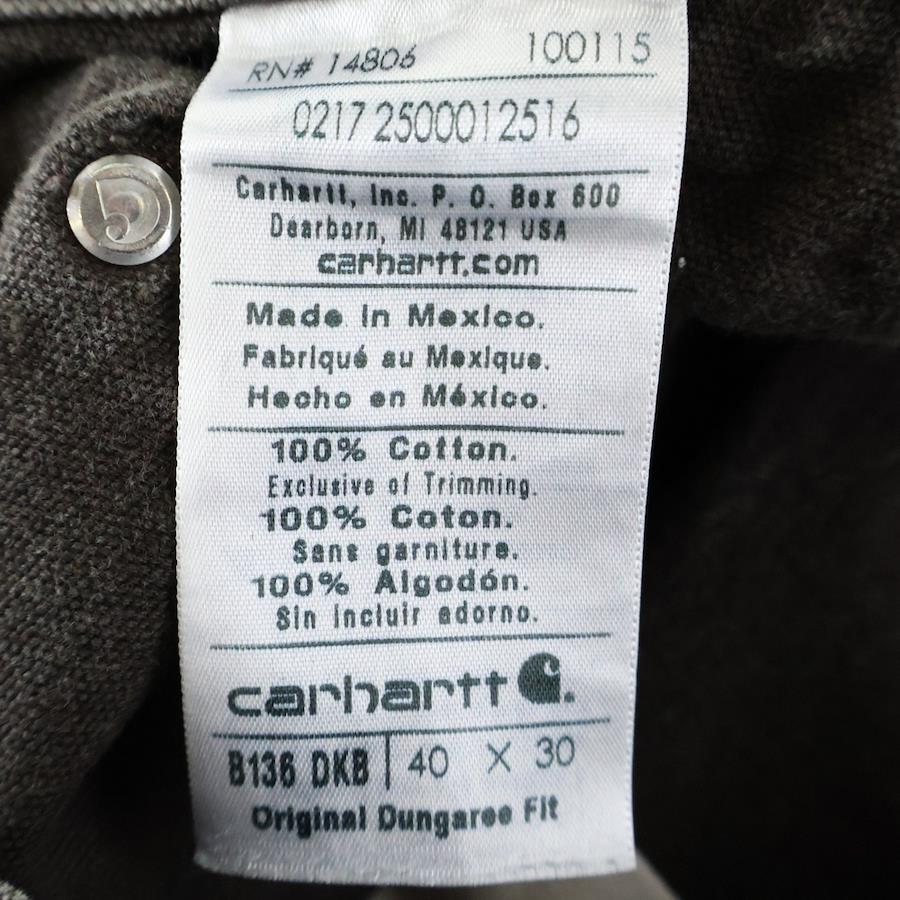 RN# 14806 100115
0217 2500012516
Carhartt, Inc. P. O. Box 600
Dearborn, MI 48121 USA
carhartt.com
Made in Mexico.
Fabriqué au Mexique.
Hecho en México.
100% Cotton.
Exclusive of Trimming.
100% Coton.
Sans garniture.
100% Algodón.
Sin incluir adorno.
carhartt.
B136 DKB 40 X 30
Original Dungaree Fit